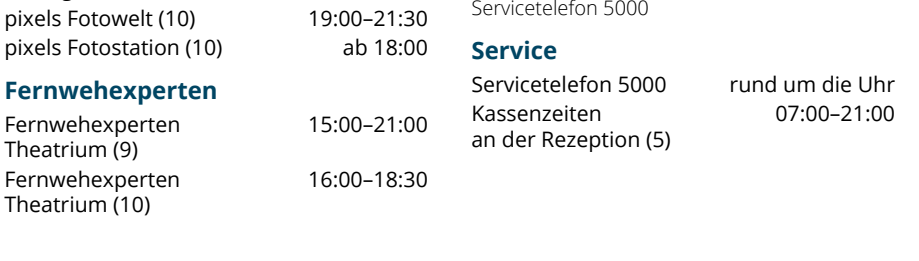 pixels Fotowelt (10) 19:00–21:30
pixels Fotostation (10) ab 18:00
Fernwehexperten
Fernwehexperten 15:00–21:00
Theatrium (9)
Fernwehexperten 16:00–18:30
Theatrium (10)
Servicetelefon 5000
Service
Servicetelefon 5000 rund um die Uhr
Kassenzeiten 07:00–21:00
an der Rezeption (5)